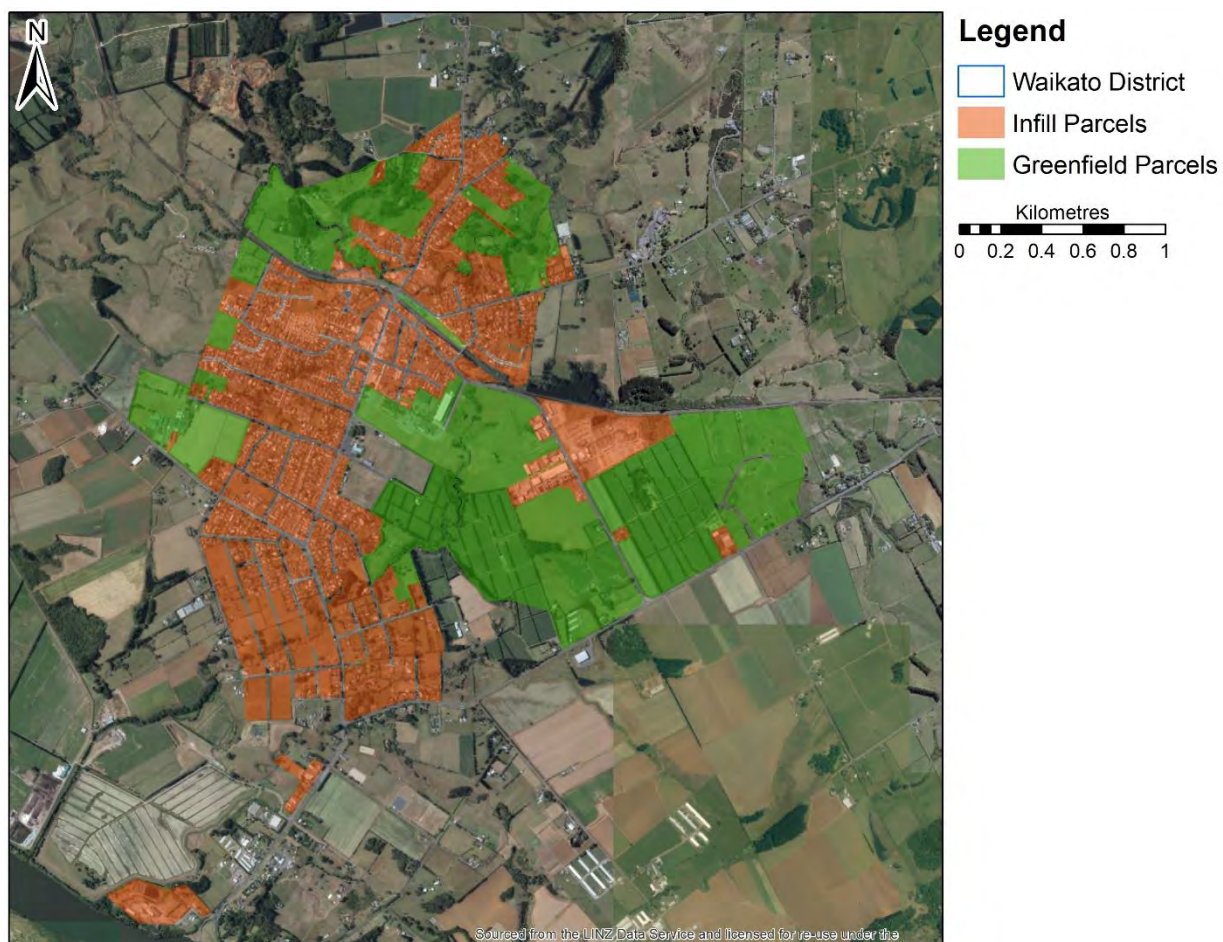 N
Legend
Waikato District
Infill Parcels
Greenfield Parcels
Kilometres
0 0.2 0.4 0.6 0.8 1
Sourced from the LINZ Data Service and licensed for re-use under the